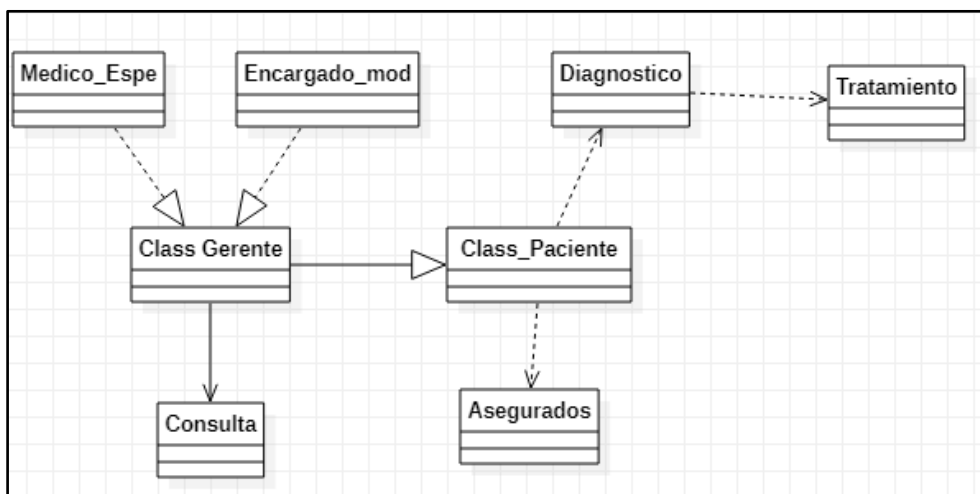 Medico_Espe
Encargado_mod
Diagnostico
Tratamiento
Class Gerente
Class_Paciente
Consulta
Asegurados